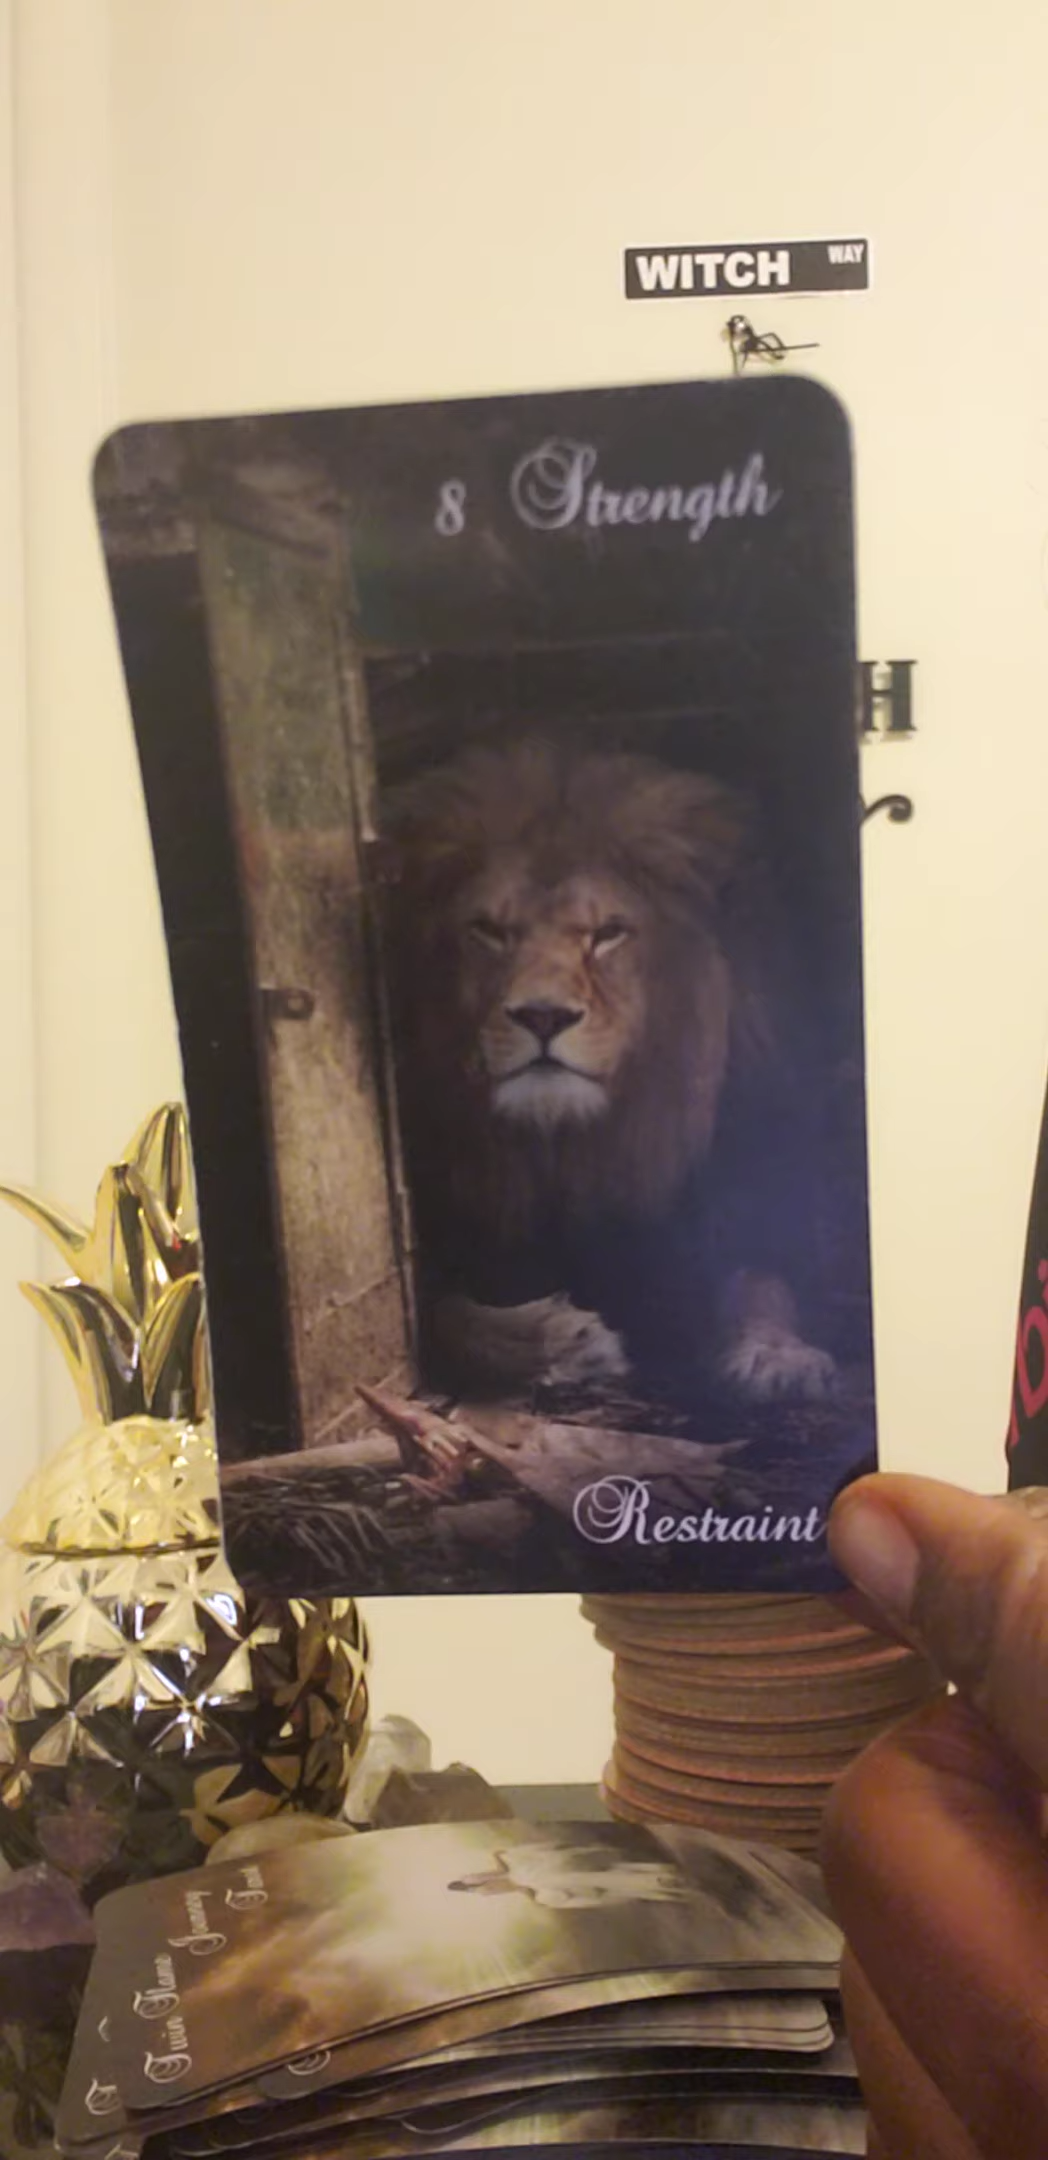 WITCH WAY
8 Strength
H
Restraint
Twin Flame
Journey
Tarot